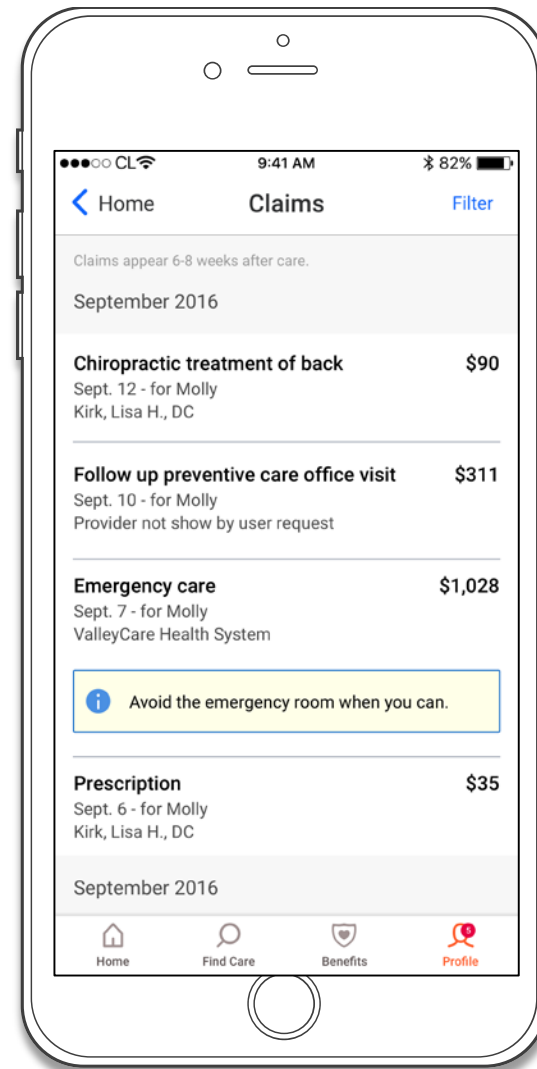 CL 9:41 AM 82%
Home Claims Filter
Claims appear 6-8 weeks after care.
September 2016
Chiropractic treatment of back $90
Sept. 12 - for Molly
Kirk, Lisa H., DC
Follow up preventive care office visit $311
Sept. 10 - for Molly
Provider not show by user request
Emergency care $1,028
Sept. 7 - for Molly
ValleyCare Health System
i Avoid the emergency room when you can.
Prescription $35
Sept. 6 - for Molly
Kirk, Lisa H., DC
September 2016
5
Home Find Care Benefits Profile